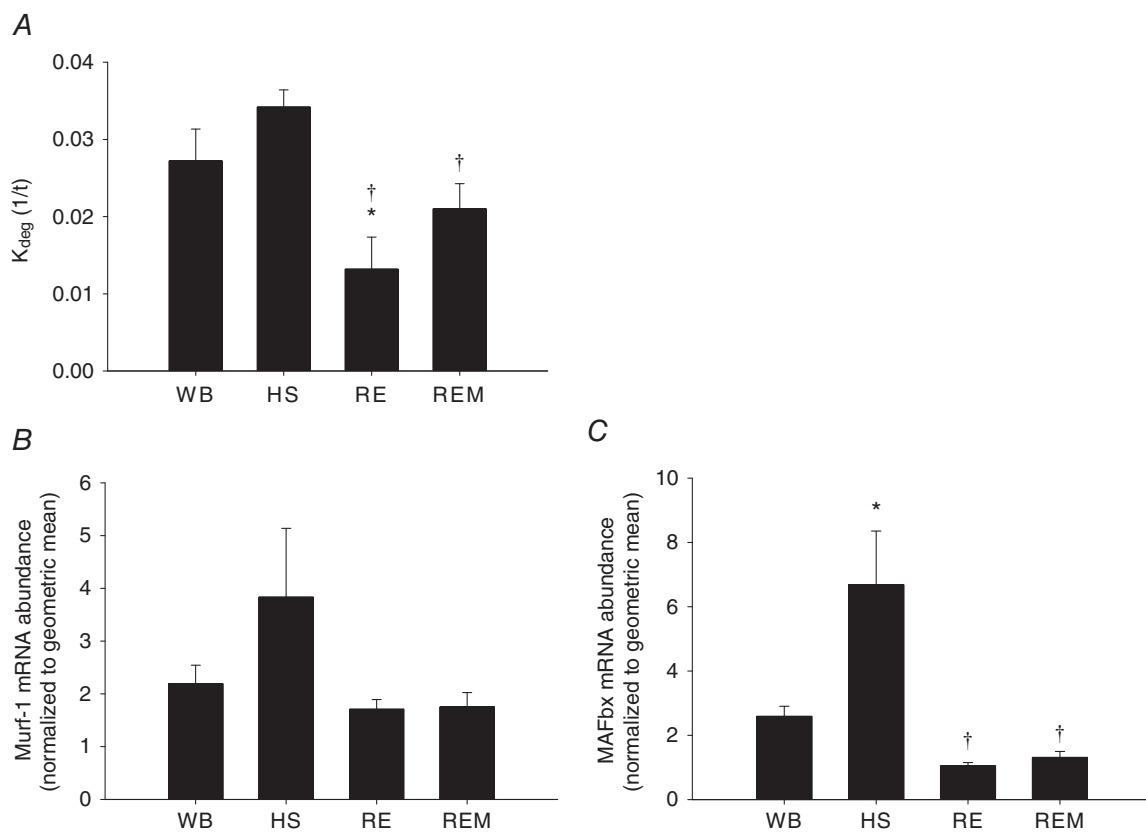 A
0.04
0.03
0.02
0.01
0.00
Kdeg (1/t)
†
*
†
WB HS RE REM
B
6
5
4
3
2
1
0
Murf-1 mRNA abundance
(normalized to geometric mean)
WB HS RE REM
C
10
8
6
4
2
0
MAFbx mRNA abundance
(normalized to geometric mean)
*
† †
WB HS RE REM